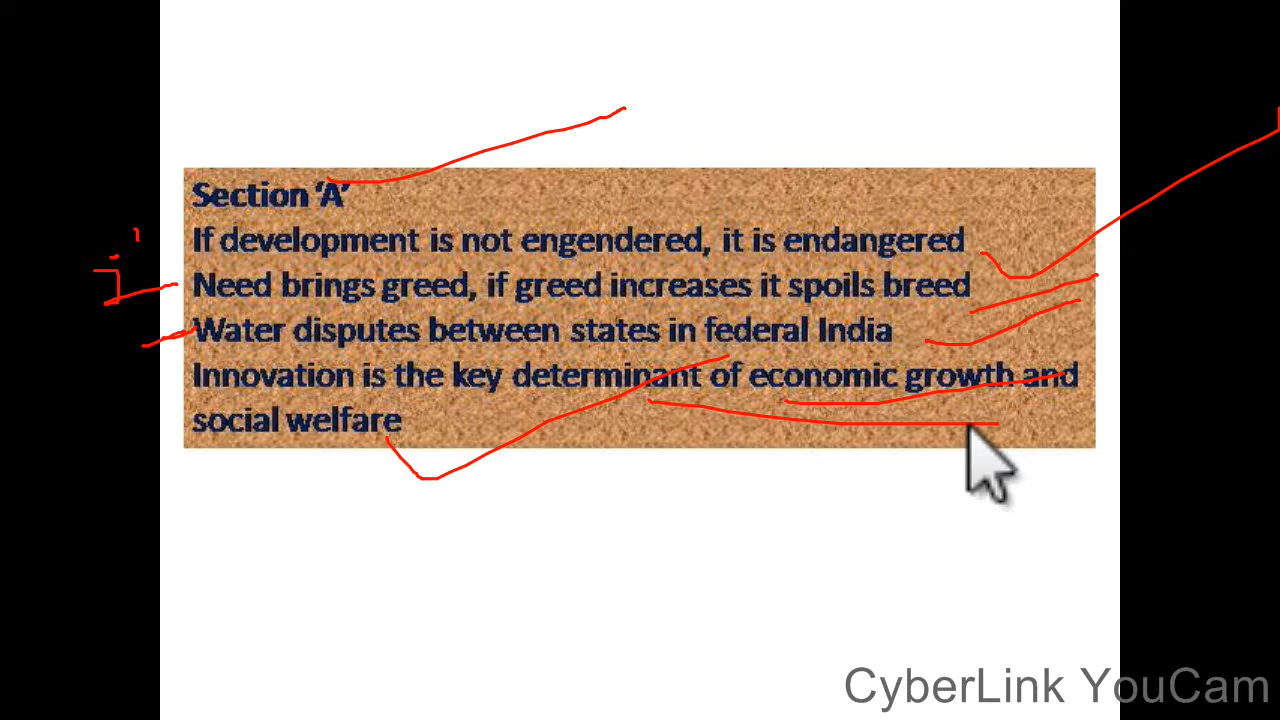 Section ‘A’
If development is not engendered, it is endangered
Need brings greed, if greed increases it spoils breed
Water disputes between states in federal India
Innovation is the key determinant of economic growth and
social welfare
CyberLink YouCam